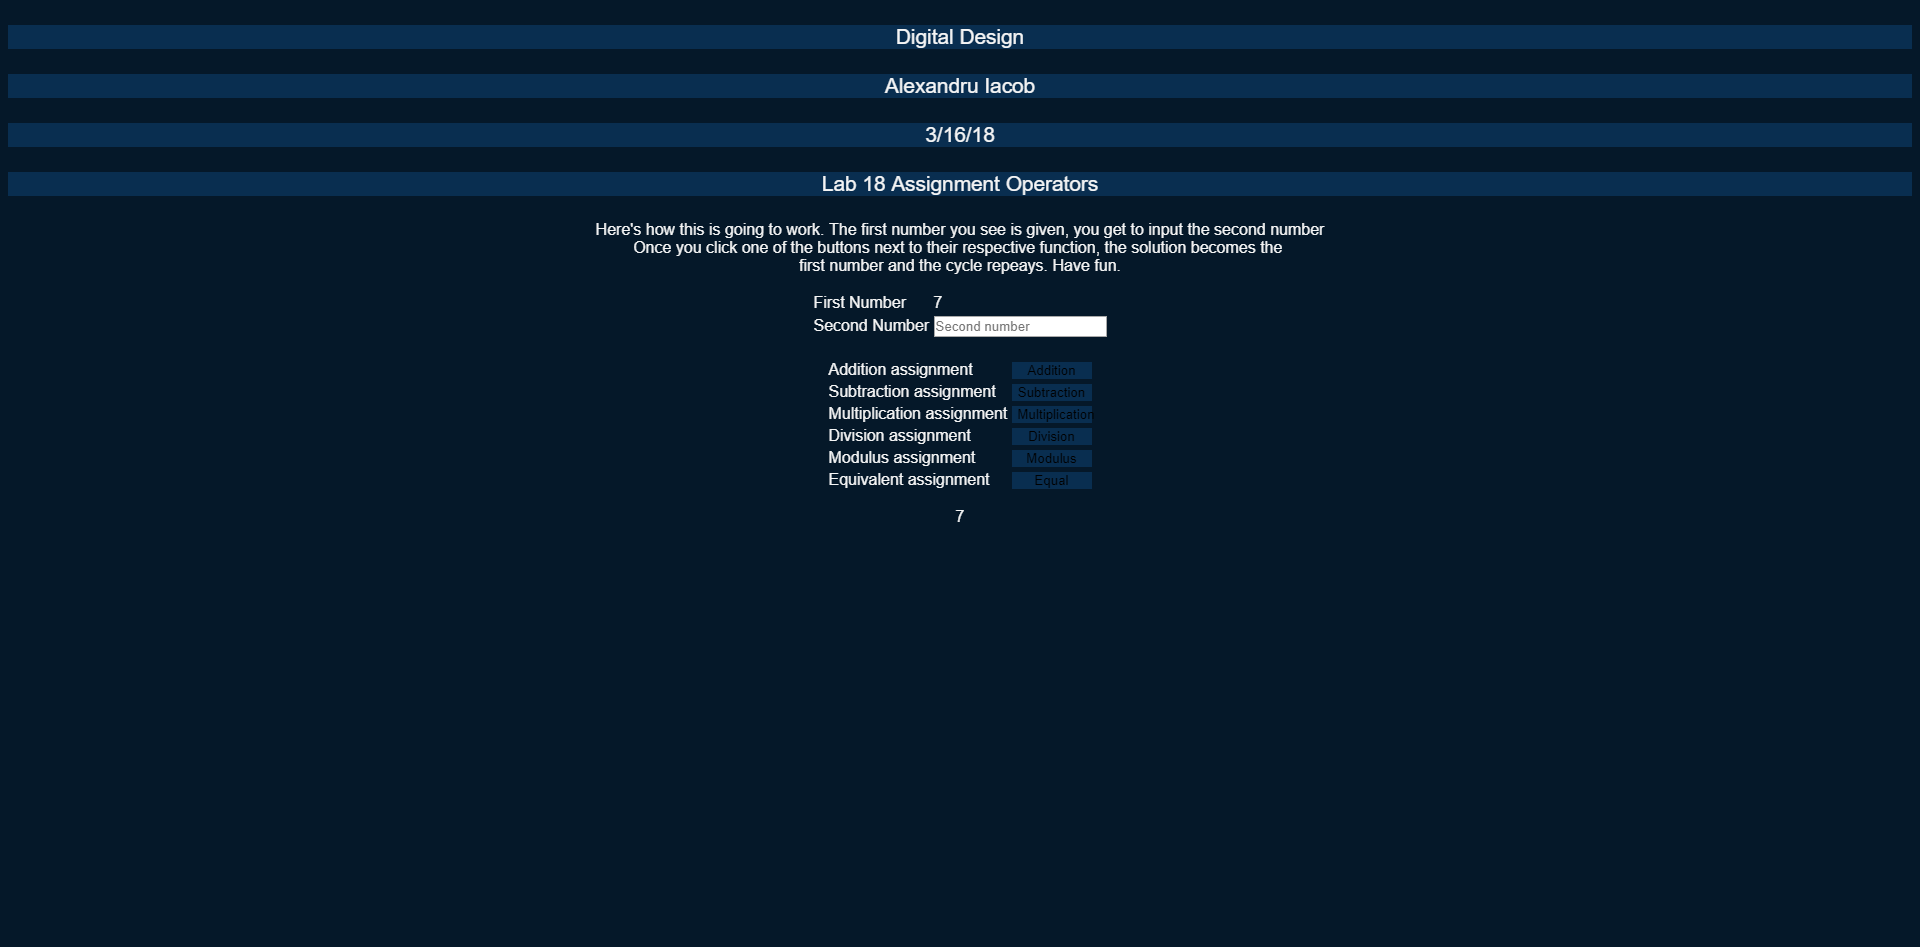 Digital Design
Alexandru Iacob
3/16/18
Lab 18 Assignment Operators
Here's how this is going to work. The first number you see is given, you get to input the second number
Once you click one of the buttons next to their respective function, the solution becomes the
first number and the cycle repeays. Have fun.
First Number 7
Second Number Second number
Addition assignment Addition
Subtraction assignment Subtraction
Multiplication assignment Multiplication
Division assignment Division
Modulus assignment Modulus
Equivalent assignment Equal
7